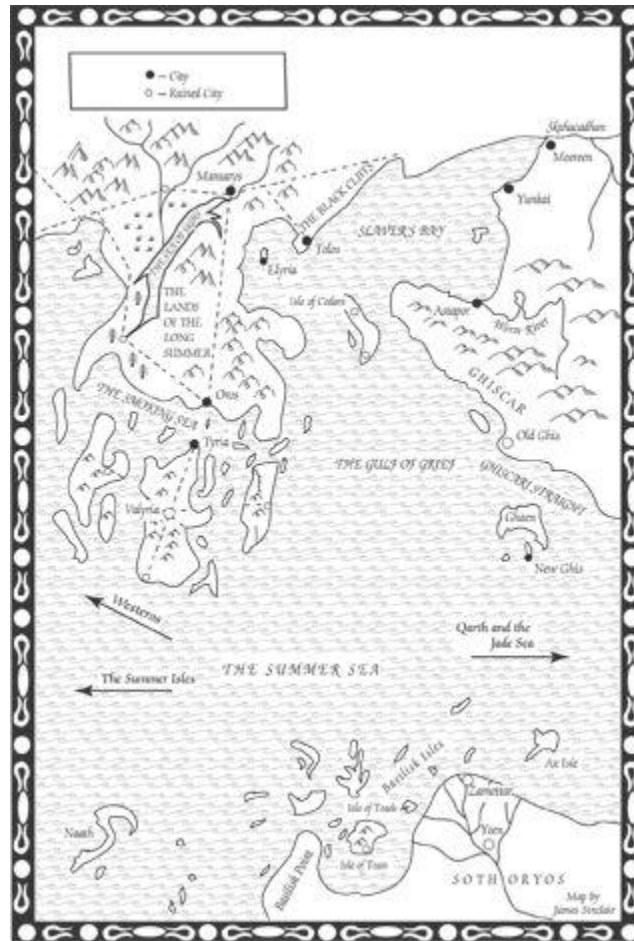 – City
– Ruined City
Skahacadhan
Meereen
Mantarys
Yunkai
THE BLACK CLIFFS
SLAVER'S BAY
Tolos
Elyria
THE
LANDS
OF THE
LONG
SUMMER
Isle of Cedars
Astapor
Worm River
GHISCAR
Oros
THE SMOKING SEA
Tyria
Old Ghis
THE GULF OF GRIEF
GHISCARI STRAIGHT
Valyria
Ghaen
New Ghis
Westeros
Qarth and the
Jade Sea
THE SUMMER SEA
The Summer Isles
Basilisk Isles
Ax Isle
Zamettar
Isle of Toads
Naath
Yeen
Isle of Tears
Basilisk Point
SOTHORYOS
Map by
James Sinclair